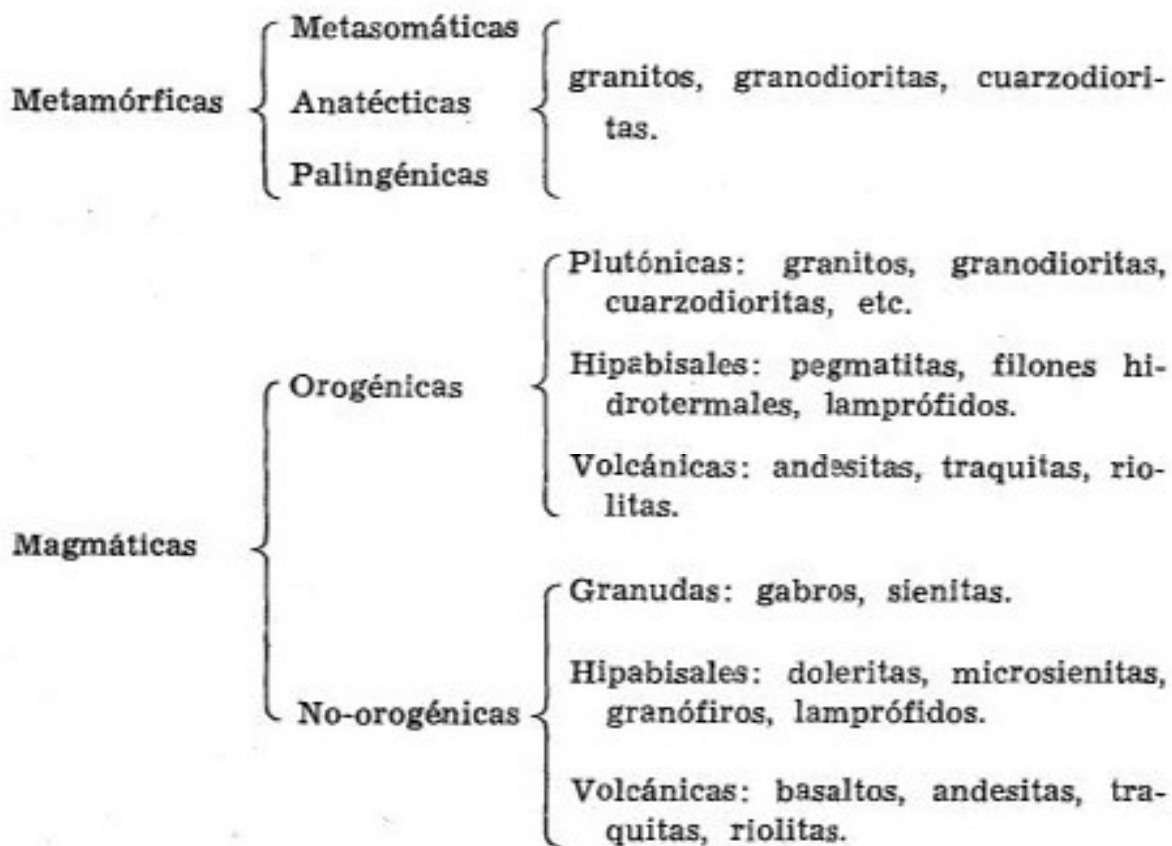 Metasomáticas
Metamórficas
Anatécticas
Palingénicas
granitos, granodioritas, cuarzodiori-
tas.
Magmáticas
Orogénicas
Plutónicas: granitos, granodioritas,
cuarzodioritas, etc.
Hipabisales: pegmatitas, filones hi-
drotermales, lamprófidos.
Volcánicas: andesitas, traquitas, rio-
litas.
No-orogénicas
Granudas: gabros, sienitas.
Hipabisales: doleritas, microsienitas,
granófiros, lamprófidos.
Volcánicas: basaltos, andesitas, tra-
quitas, riolitas.